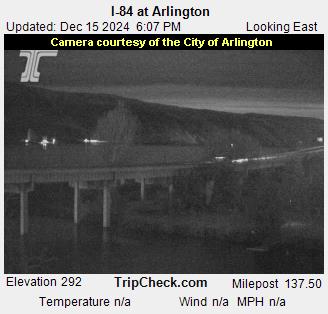 I-84 at Arlington
Updated: Dec 15 2024 6:07 PM Looking East
Camera courtesy of the City of Arlington
Elevation 292 TripCheck.com Milepost 137.50
Temperature n/a Wind n/a MPH n/a